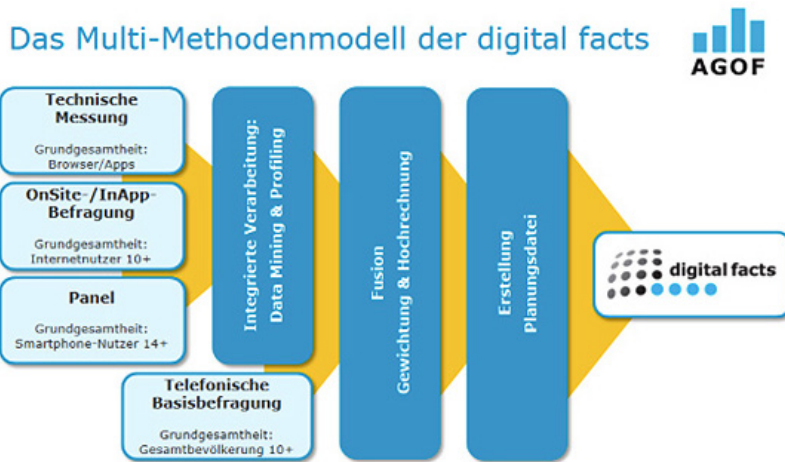 Das Multi-Methodenmodell der digital facts
AGOF
Technische
Messung
Grundgesamtheit:
Browser/Apps
OnSite-/InApp-
Befragung
Grundgesamtheit:
Internetnutzer 10+
Panel
Grundgesamtheit:
Smartphone-Nutzer 14+
Telefonische
Basisbefragung
Grundgesamtheit:
Gesamtbevölkerung 10+
Integrierte Verarbeitung:
Data Mining & Profiling
Fusion
Gewichtung & Hochrechnung
Erstellung
Planungsdatei
digital facts